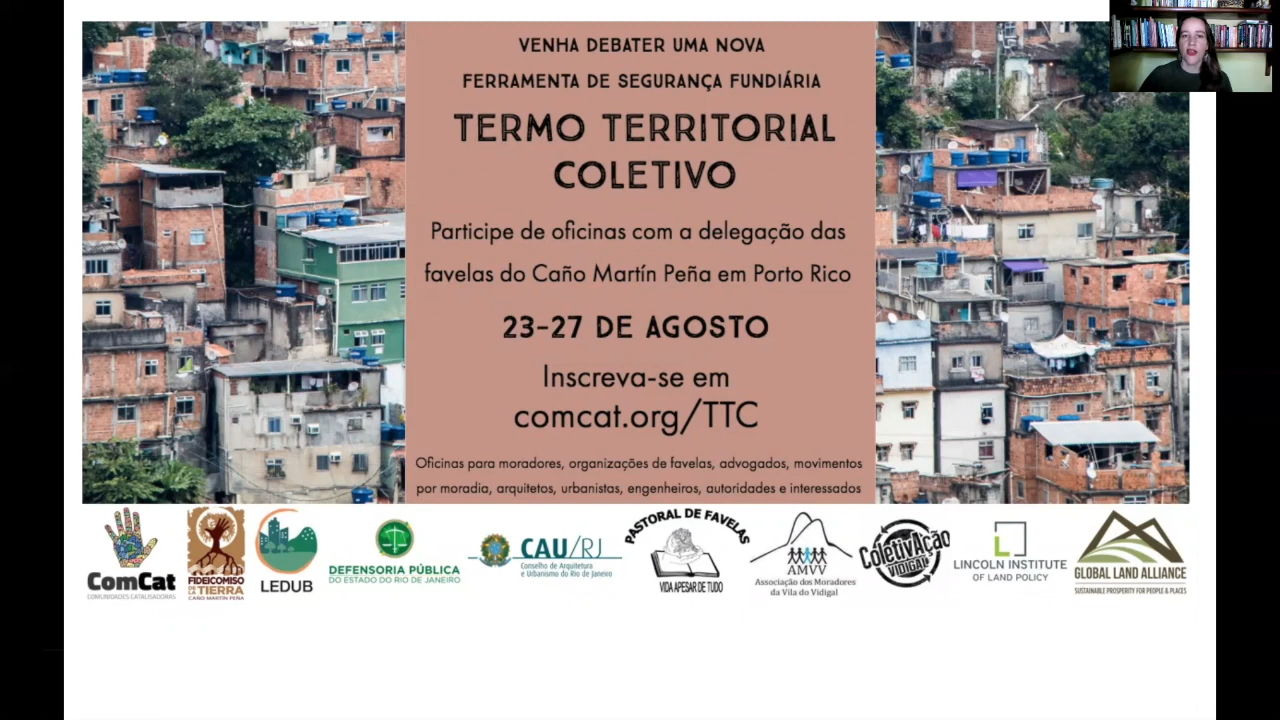 VENHA DEBATER UMA NOVA
FERRAMENTA DE SEGURANÇA FUNDIÁRIA
TERMO TERRITORIAL
COLETIVO
Participe de oficinas com a delegação das
favelas do Caño Martín Peña em Porto Rico
23-27 DE AGOSTO
Inscreva-se em
comcat.org/TTC
Oficinas para moradores, organizações de favelas, advogados, movimentos
por moradia, arquitetos, urbanistas, engenheiros, autoridades e interessados
ComCat
COMUNIDADES CATALISADORAS
FIDEICOMISO
DE LA TIERRA
CAÑO MARTÍN PEÑA
LEDUB
DEFENSORIA PÚBLICA
DO ESTADO DO RIO DE JANEIRO
CAU/RJ
Conselho de Arquitetura
e Urbanismo do Rio de Janeiro
PASTORAL DE FAVELAS
VIDA APESAR DE TUDO
AMVV
Associação dos Moradores
da Vila do Vidigal
ColetivAção
VIDIGAL
LINCOLN INSTITUTE
OF LAND POLICY
GLOBAL LAND ALLIANCE
SUSTAINABLE PROSPERITY FOR PEOPLE & PLACES